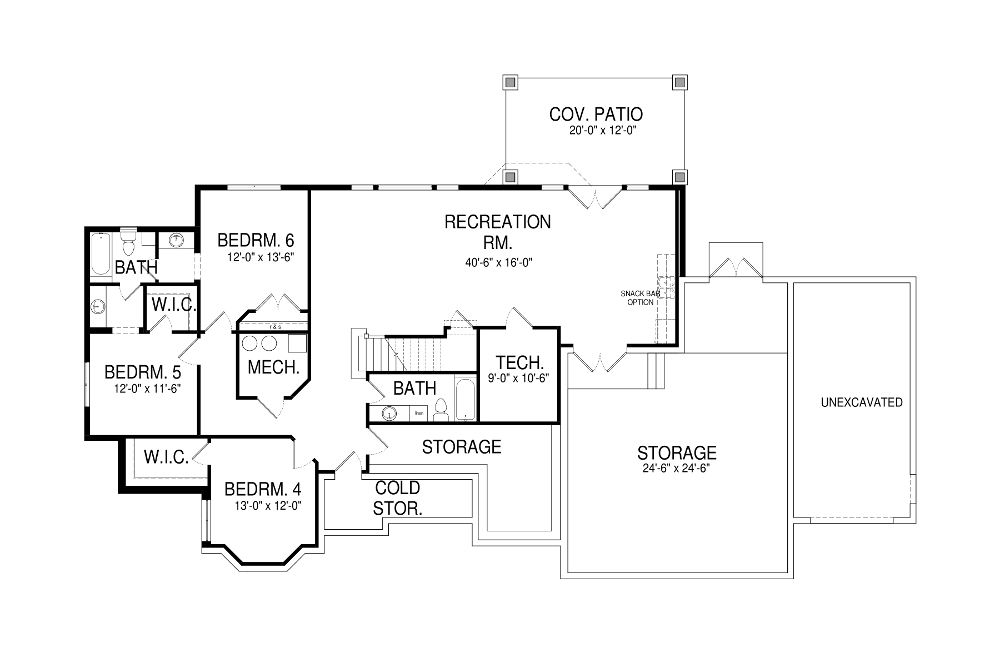 COV. PATIO
20'-0" x 12'-0"
RECREATION
RM.
40'-6" x 16'-0"
BEDRM. 6
12'-0" x 13'-6"
BATH
W.I.C.
SNACK BAR
OPTION
r & s
MECH.
TECH.
9'-0" x 10'-6"
BEDRM. 5
12'-0" x 11'-6"
BATH
linen
UNEXCAVATED
STORAGE
W.I.C.
STORAGE
24'-6" x 24'-6"
BEDRM. 4
13'-0" x 12'-0"
COLD
STOR.